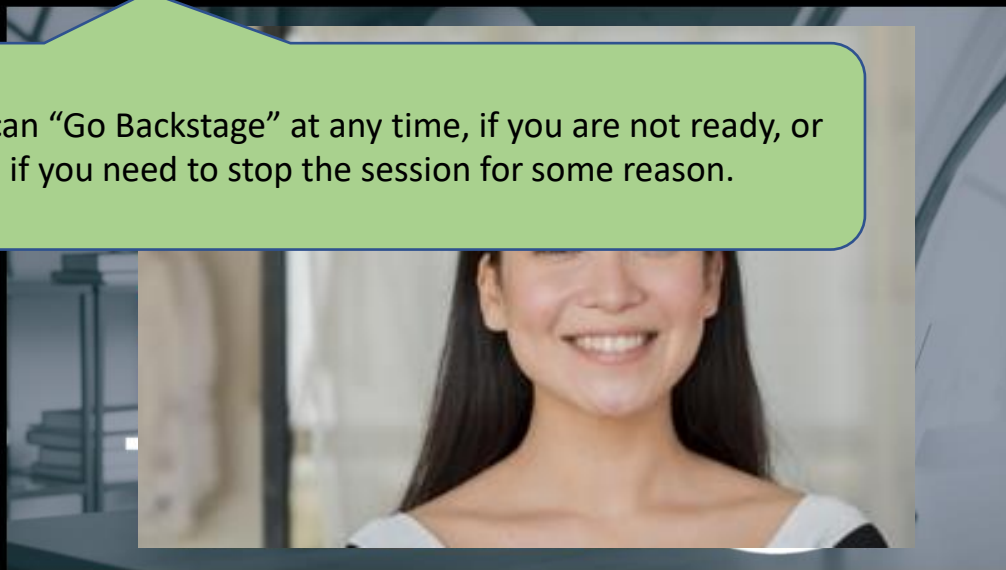 can “Go Backstage” at any time, if you are not ready, or
if you need to stop the session for some reason.